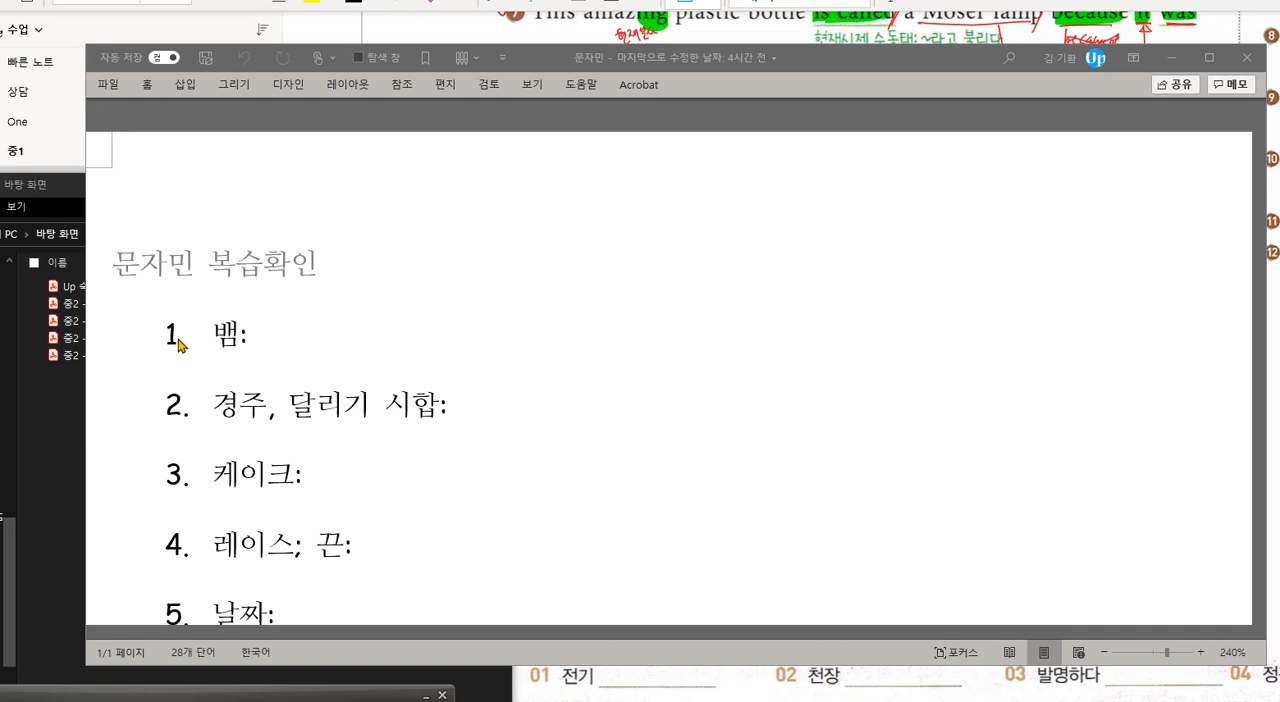 This amazing plastic bottle is called a Moser lamp because it was
현재시제 수동태: ~라고 불리다
수업
빠른 노트
상담
One
중1
바탕 화면
보기
PC > 바탕 화면
이름
Up
중2 -
중2 -
중2 -
중2 -
자동 저장 켬 탐색 창 문자민 - 마지막으로 수정한 날짜: 4시간 전 김 기환 Up
파일 홈 삽입 그리기 디자인 레이아웃 참조 편지 검토 보기 도움말 Acrobat 공유 메모
문자민 복습확인
1. 뱀:
2. 경주, 달리기 시합:
3. 케이크:
4. 레이스; 끈:
5. 날짜:
1/1 페이지 28개 단어 한국어 포커스 240%
01 전기 02 천장 03 발명하다 04
8
9
10
11
12